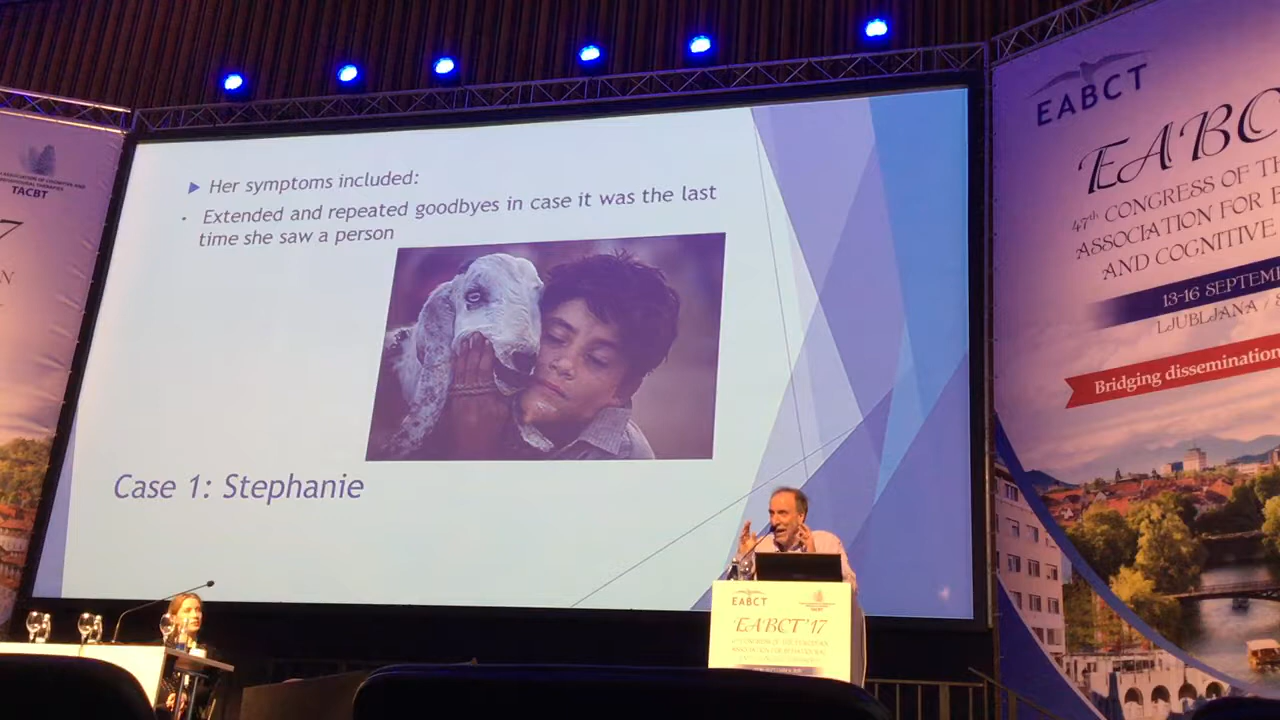 Her symptoms included:
Extended and repeated goodbyes in case it was the last
time she saw a person
Case 1: Stephanie
TACBT
7
EABCT
EABC
47th CONGRESS OF TH
ASSOCIATION FOR
AND COGNITIVE
13-16 SEPTEM
LJUBLJANA /
Bridging dissemination
EABCT
EABCT'17